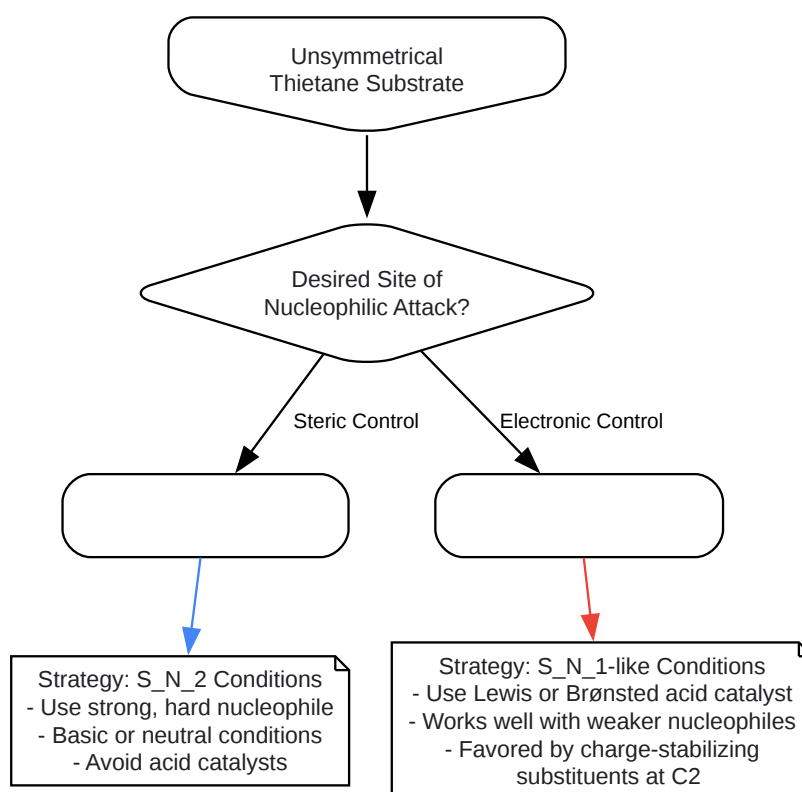 Unsymmetrical
Thietane Substrate
Desired Site of
Nucleophilic Attack?
Steric Control
Electronic Control
Strategy: S_N_2 Conditions
- Use strong, hard nucleophile
- Basic or neutral conditions
- Avoid acid catalysts
Strategy: S_N_1-like Conditions
- Use Lewis or Brønsted acid catalyst
- Works well with weaker nucleophiles
- Favored by charge-stabilizing
substituents at C2